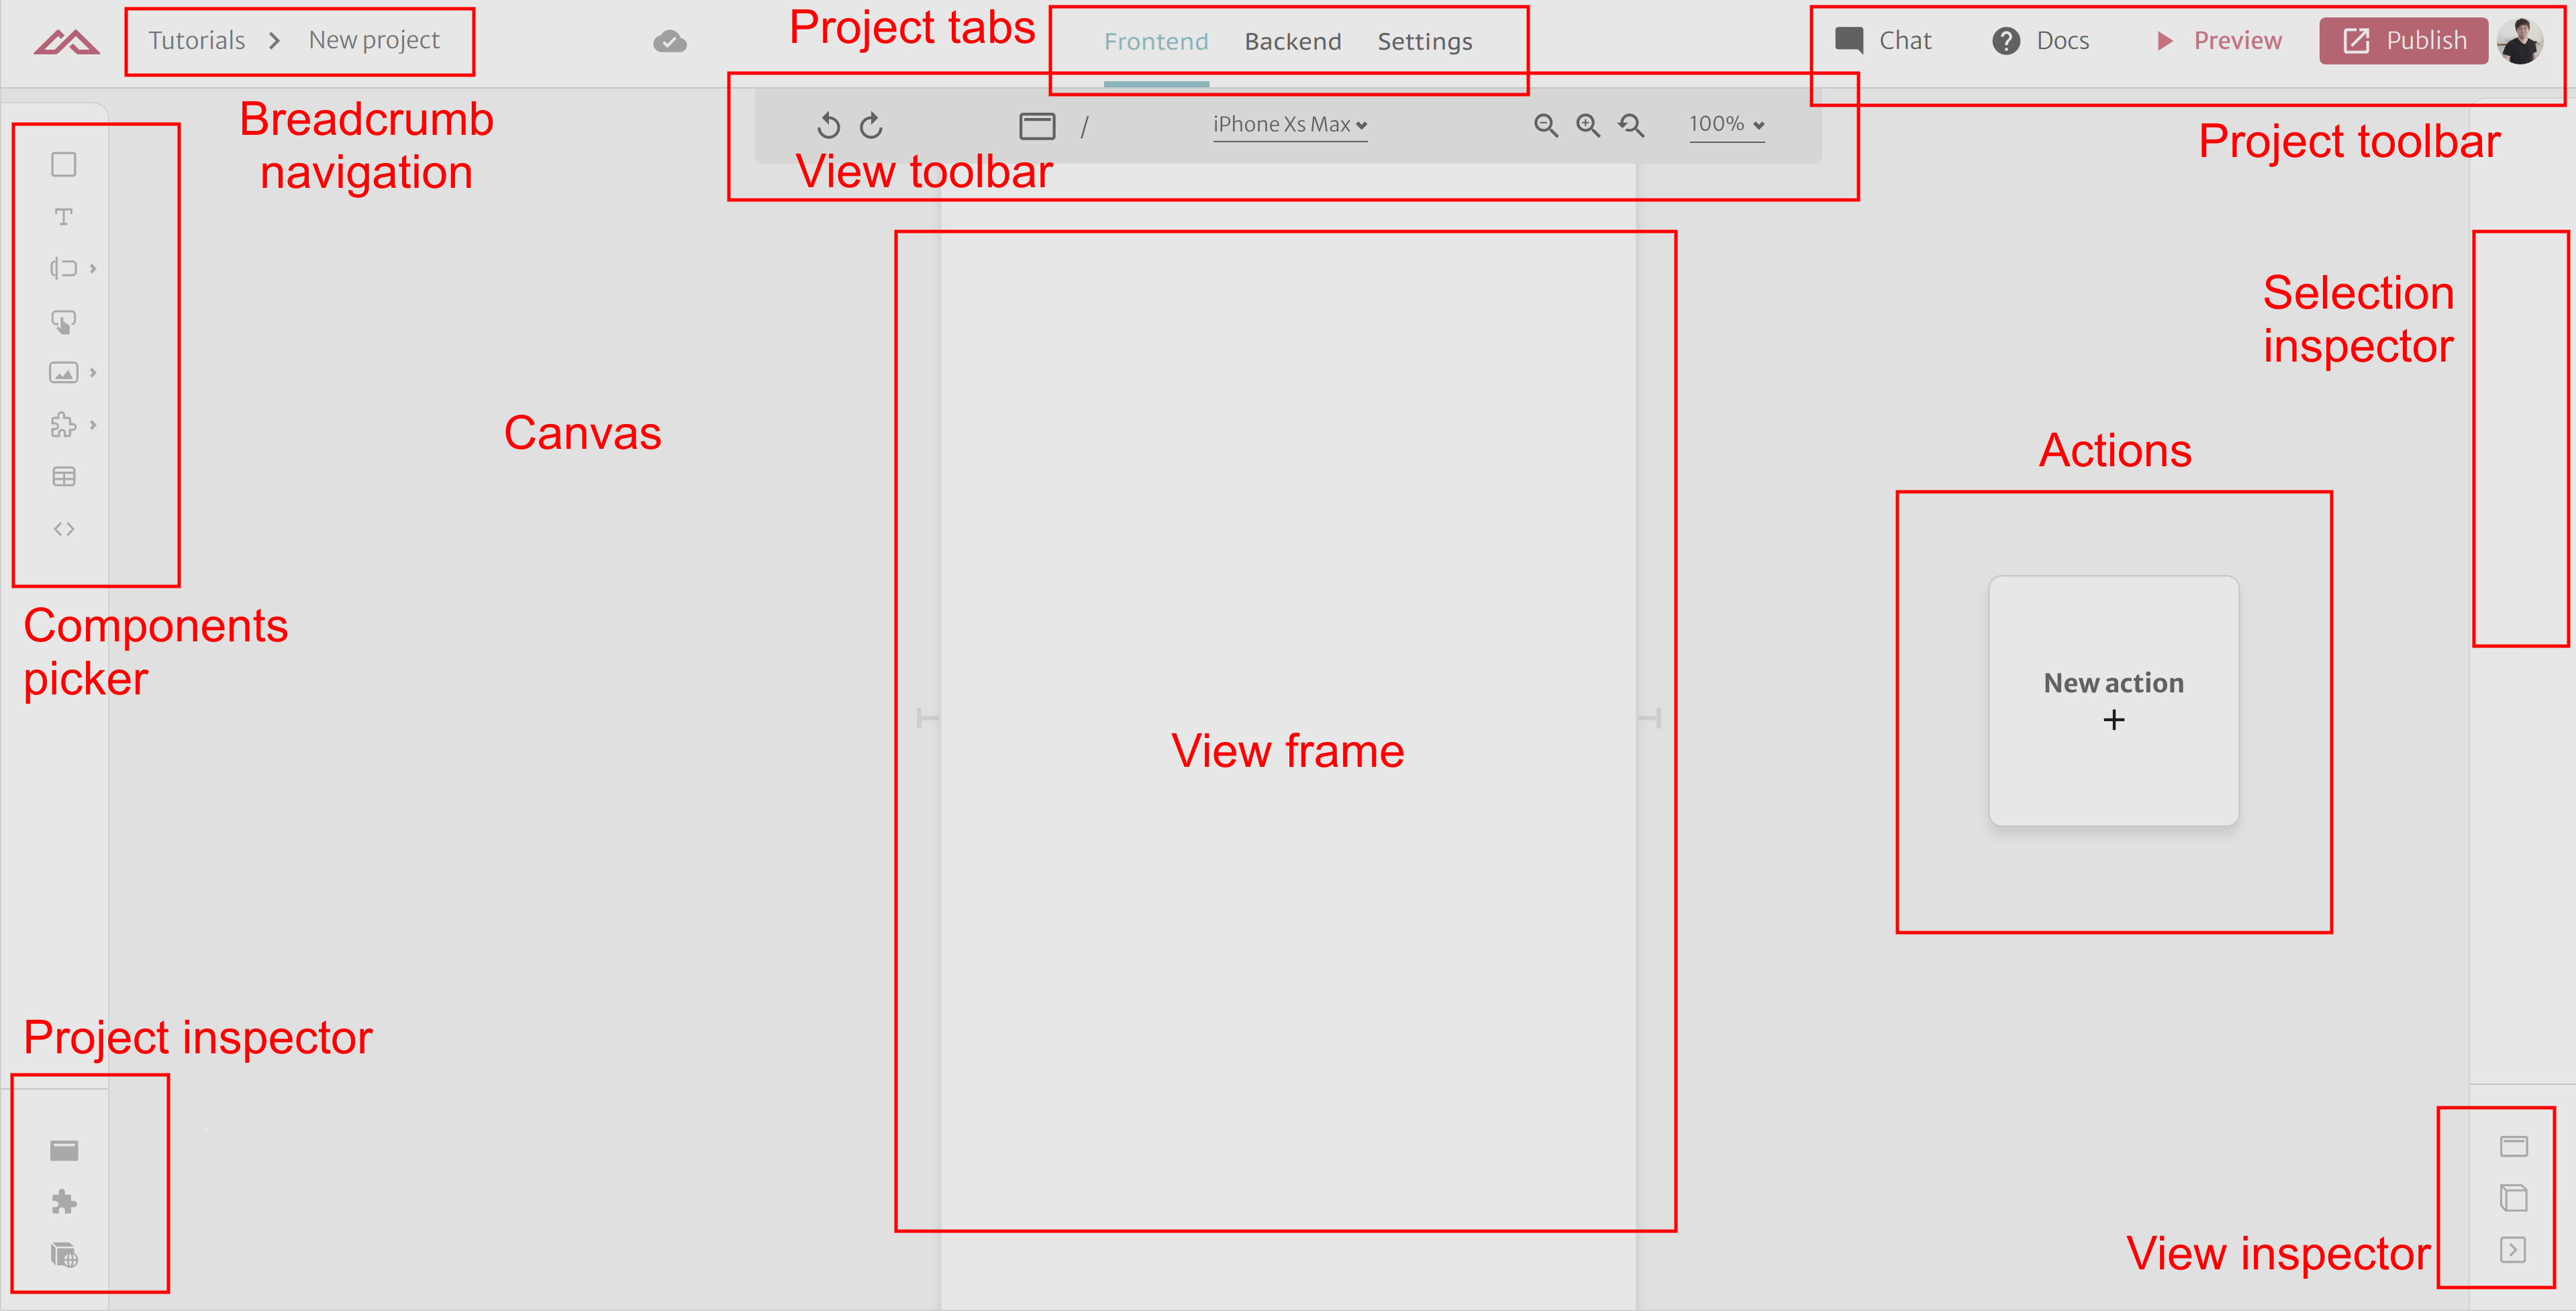 Tutorials > New project
Project tabs
Frontend Backend Settings
Chat
Docs
Preview
Publish
Breadcrumb
navigation
/
iPhone Xs Max
100%
View toolbar
Project toolbar
Selection
inspector
Canvas
Actions
Components
picker
New action
+
View frame
Project inspector
View inspector